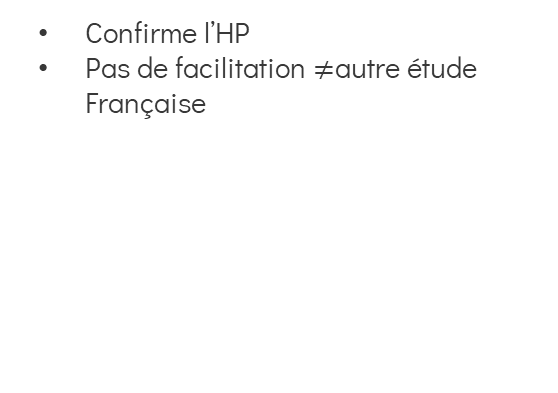 • Confirme l’HP
• Pas de facilitation ≠autre étude
Française